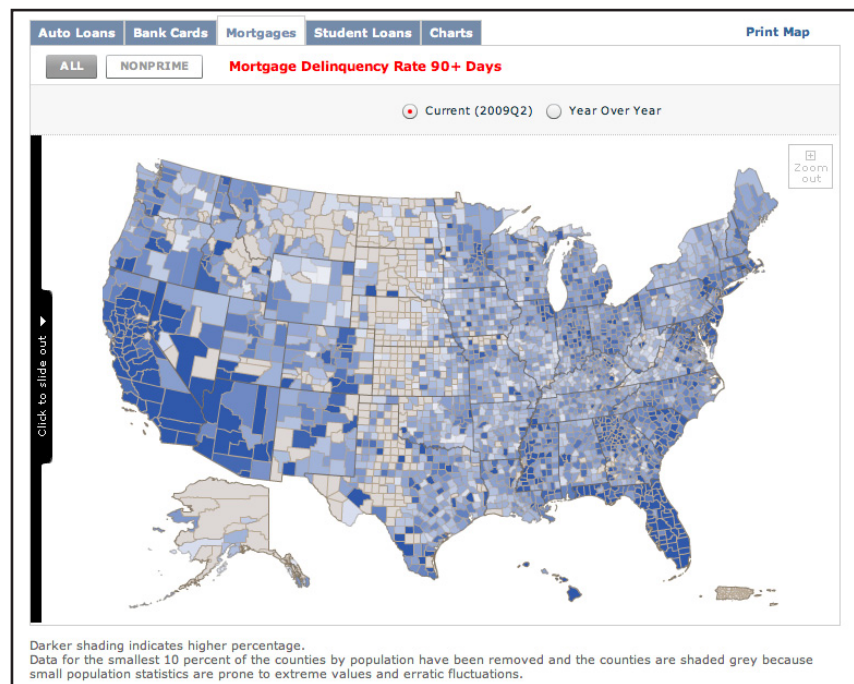 Auto Loans Bank Cards Mortgages Student Loans Charts Print Map
ALL NONPRIME Mortgage Delinquency Rate 90+ Days
Current (2009Q2) Year Over Year
Zoom
out
Click to slide out
Darker shading indicates higher percentage.
Data for the smallest 10 percent of the counties by population have been removed and the counties are shaded grey because
small population statistics are prone to extreme values and erratic fluctuations.